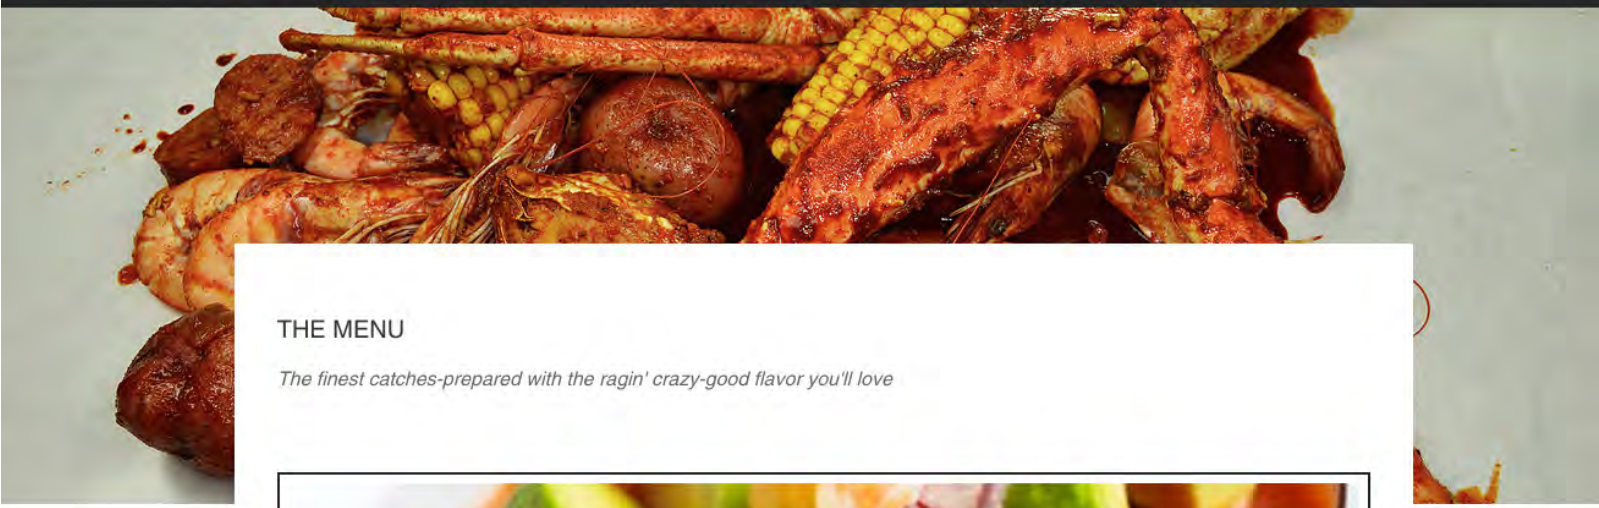 THE MENU
The finest catches-prepared with the ragin' crazy-good flavor you'll love